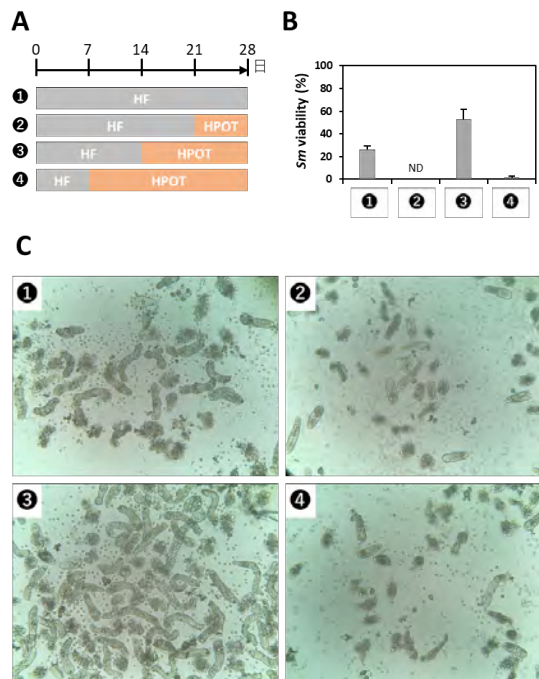 A
0 7 14 21 28 日
❶ HF
❷ HF HPOT
❸ HF HPOT
❹ HF HPOT
B
Sm viability (%)
100
80
60
40
20
0
ND
❶ ❷ ❸ ❹
C
❶ ❷
❸ ❹